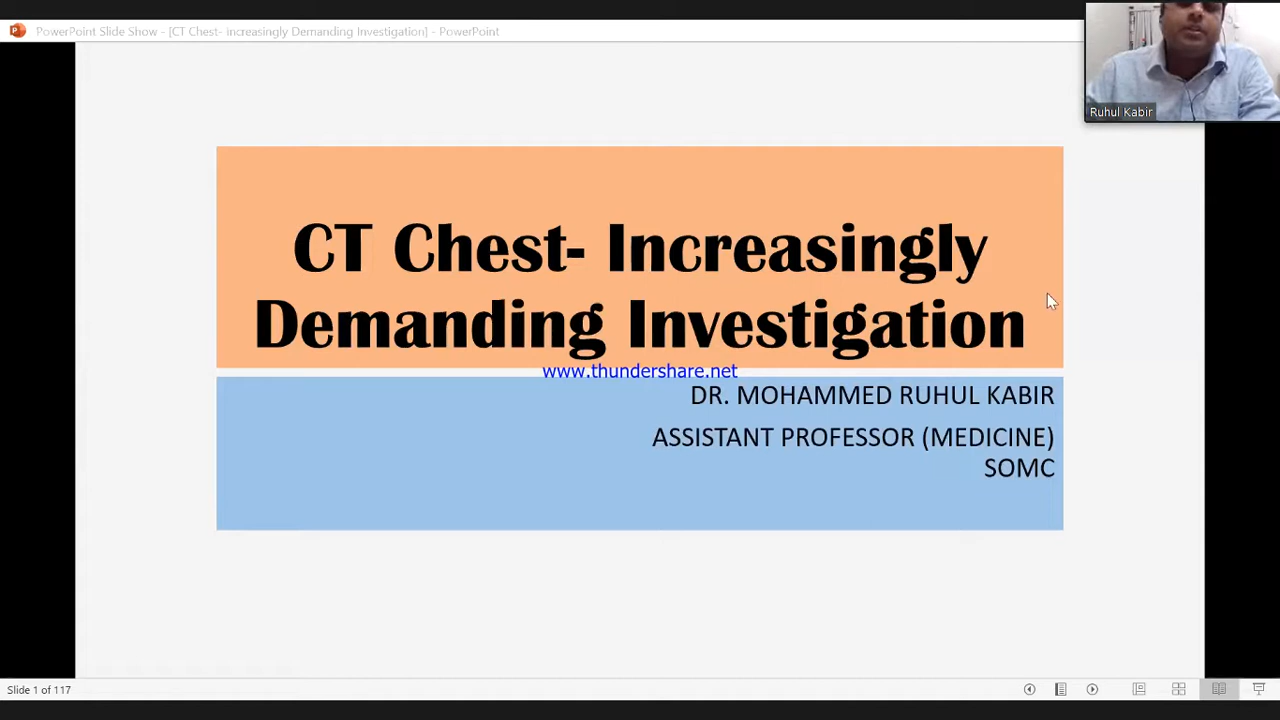 PowerPoint Slide Show - [CT Chest- increasingly Demanding Investigation] - PowerPoint
Ruhul Kabir
CT Chest- Increasingly
Demanding Investigation
www.thundershare.net
DR. MOHAMMED RUHUL KABIR
ASSISTANT PROFESSOR (MEDICINE)
SOMC
Slide 1 of 117